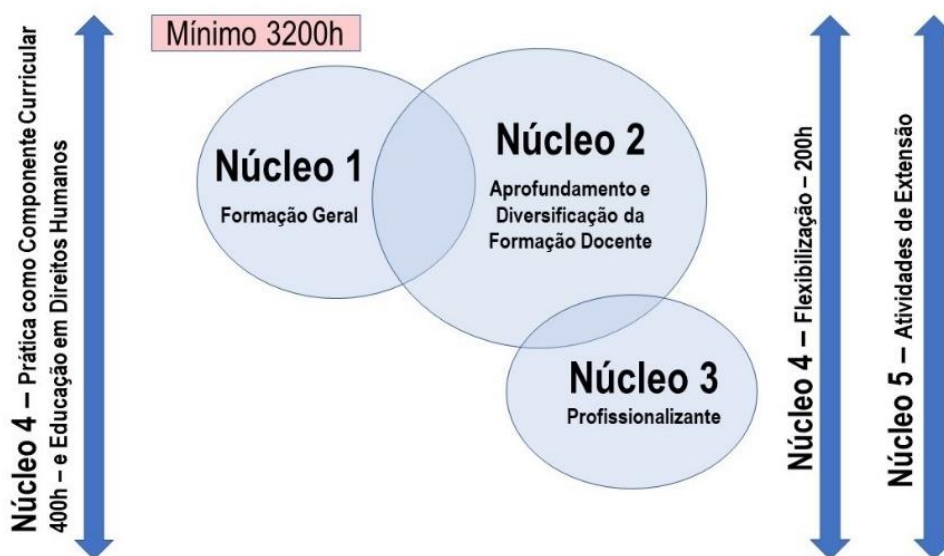 Núcleo 4 – Prática como Componente Curricular
400h – e Educação em Direitos Humanos
Mínimo 3200h
Núcleo 1
Formação Geral
Núcleo 2
Aprofundamento e
Diversificação da
Formação Docente
Núcleo 3
Profissionalizante
Núcleo 4 – Flexibilização – 200h
Núcleo 5 – Atividades de Extensão